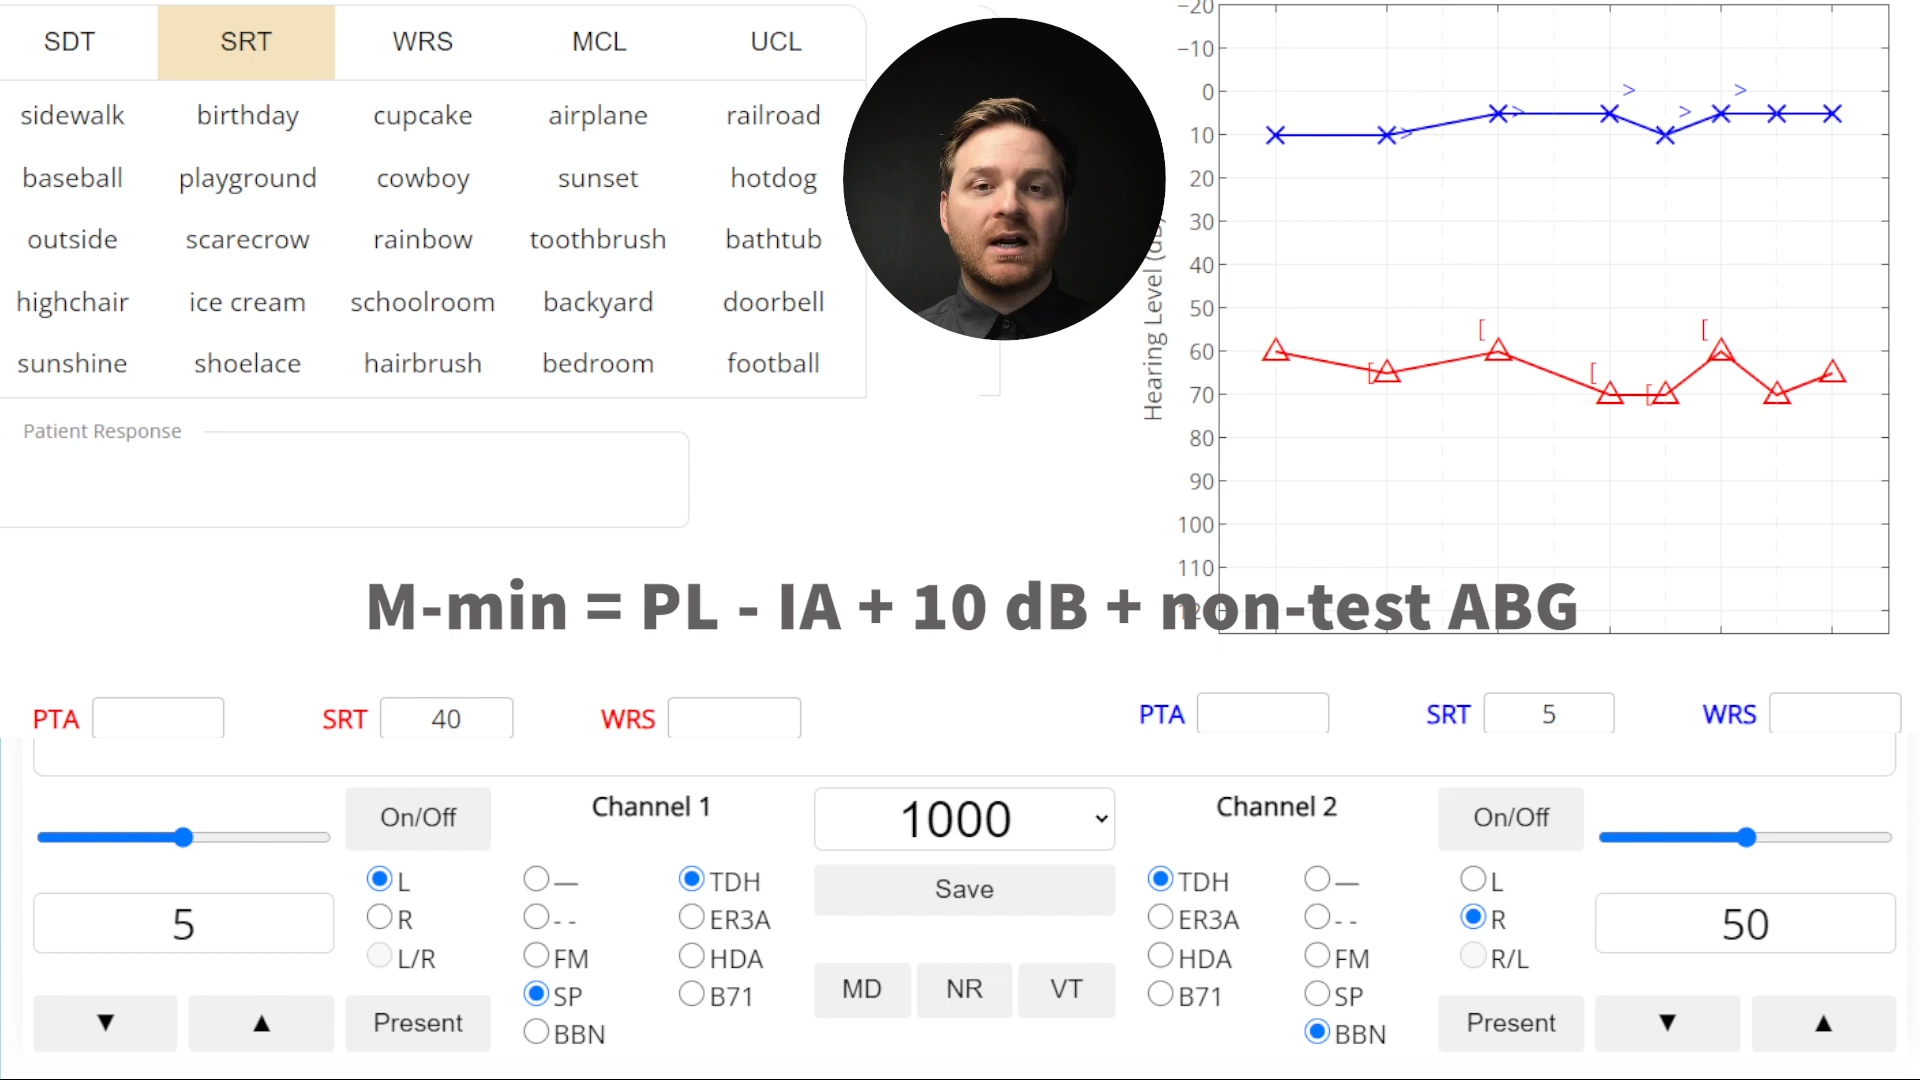 SDT SRT WRS MCL UCL
sidewalk birthday cupcake airplane railroad
baseball playground cowboy sunset hotdog
outside scarecrow rainbow toothbrush bathtub
highchair ice cream schoolroom backyard doorbell
sunshine shoelace hairbrush bedroom football
Patient Response
−20
−10
0
10
20
30
40
50
60
70
80
90
100
110
Hearing Level (dB)
M-min = PL - IA + 10 dB + non-test ABG
PTA SRT 40 WRS PTA SRT 5 WRS
On/Off Channel 1 1000 Channel 2 On/Off
L — TDH Save TDH — L
5 R - - ER3A ER3A - - R 50
L/R FM HDA HDA FM R/L
SP B71 MD NR VT B71 SP
▼ ▲ Present BBN BBN Present ▼ ▲